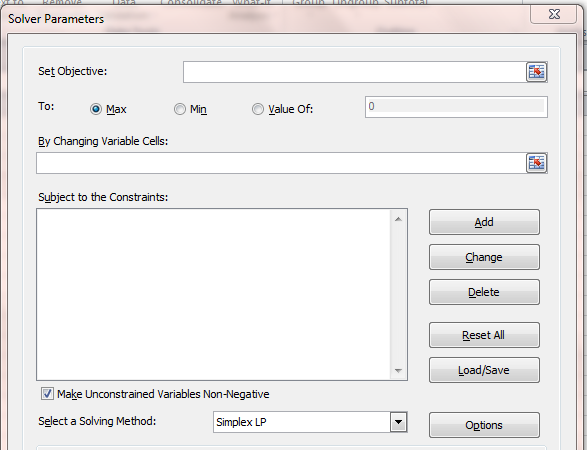 Remove Data Consolidate What-If Group Ungroup Subtotal
Solver Parameters
Set Objective:
To: Max Min Value Of: 0
By Changing Variable Cells:
Subject to the Constraints:
Add
Change
Delete
Reset All
Load/Save
Make Unconstrained Variables Non-Negative
Select a Solving Method: Simplex LP Options